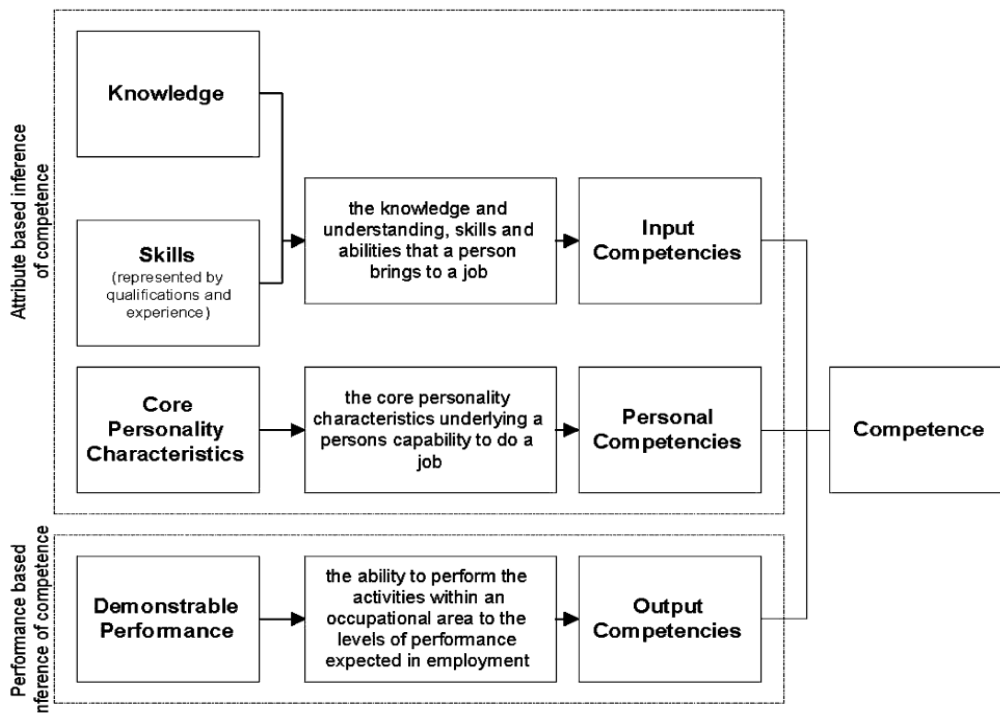 Attribute based inference
of competence
Knowledge
Skills
(represented by
qualifications and
experience)
the knowledge and
understanding, skills and
abilities that a person
brings to a job
Input
Competencies
Core
Personality
Characteristics
the core personality
characteristics underlying a
persons capability to do a
job
Personal
Competencies
Competence
Performance based
inference of competence
Demonstrable
Performance
the ability to perform the
activities within an
occupational area to the
levels of performance
expected in employment
Output
Competencies